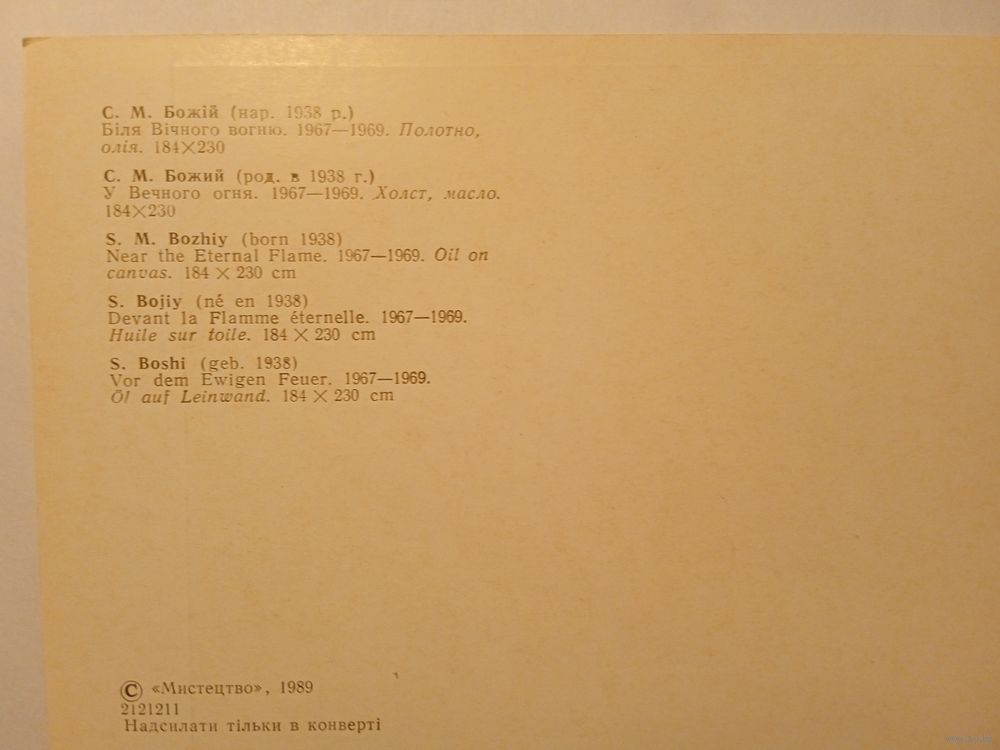 С. М. Божій (нар. 1938 р.)
Біля Вічного вогню. 1967—1969. Полотно,
олія. 184×230
С. М. Божий (род. в 1938 г.)
У Вечного огня. 1967—1969. Холст, масло.
184×230
S. M. Bozhiy (born 1938)
Near the Eternal Flame. 1967—1969. Oil on
canvas. 184 × 230 cm
S. Bojiy (né en 1938)
Devant la Flamme éternelle. 1967—1969.
Huile sur toile. 184 × 230 cm
S. Boshi (geb. 1938)
Vor dem Ewigen Feuer. 1967—1969.
Öl auf Leinwand. 184 × 230 cm
© «Мистецтво», 1989
2121211
Надсилати тільки в конверті